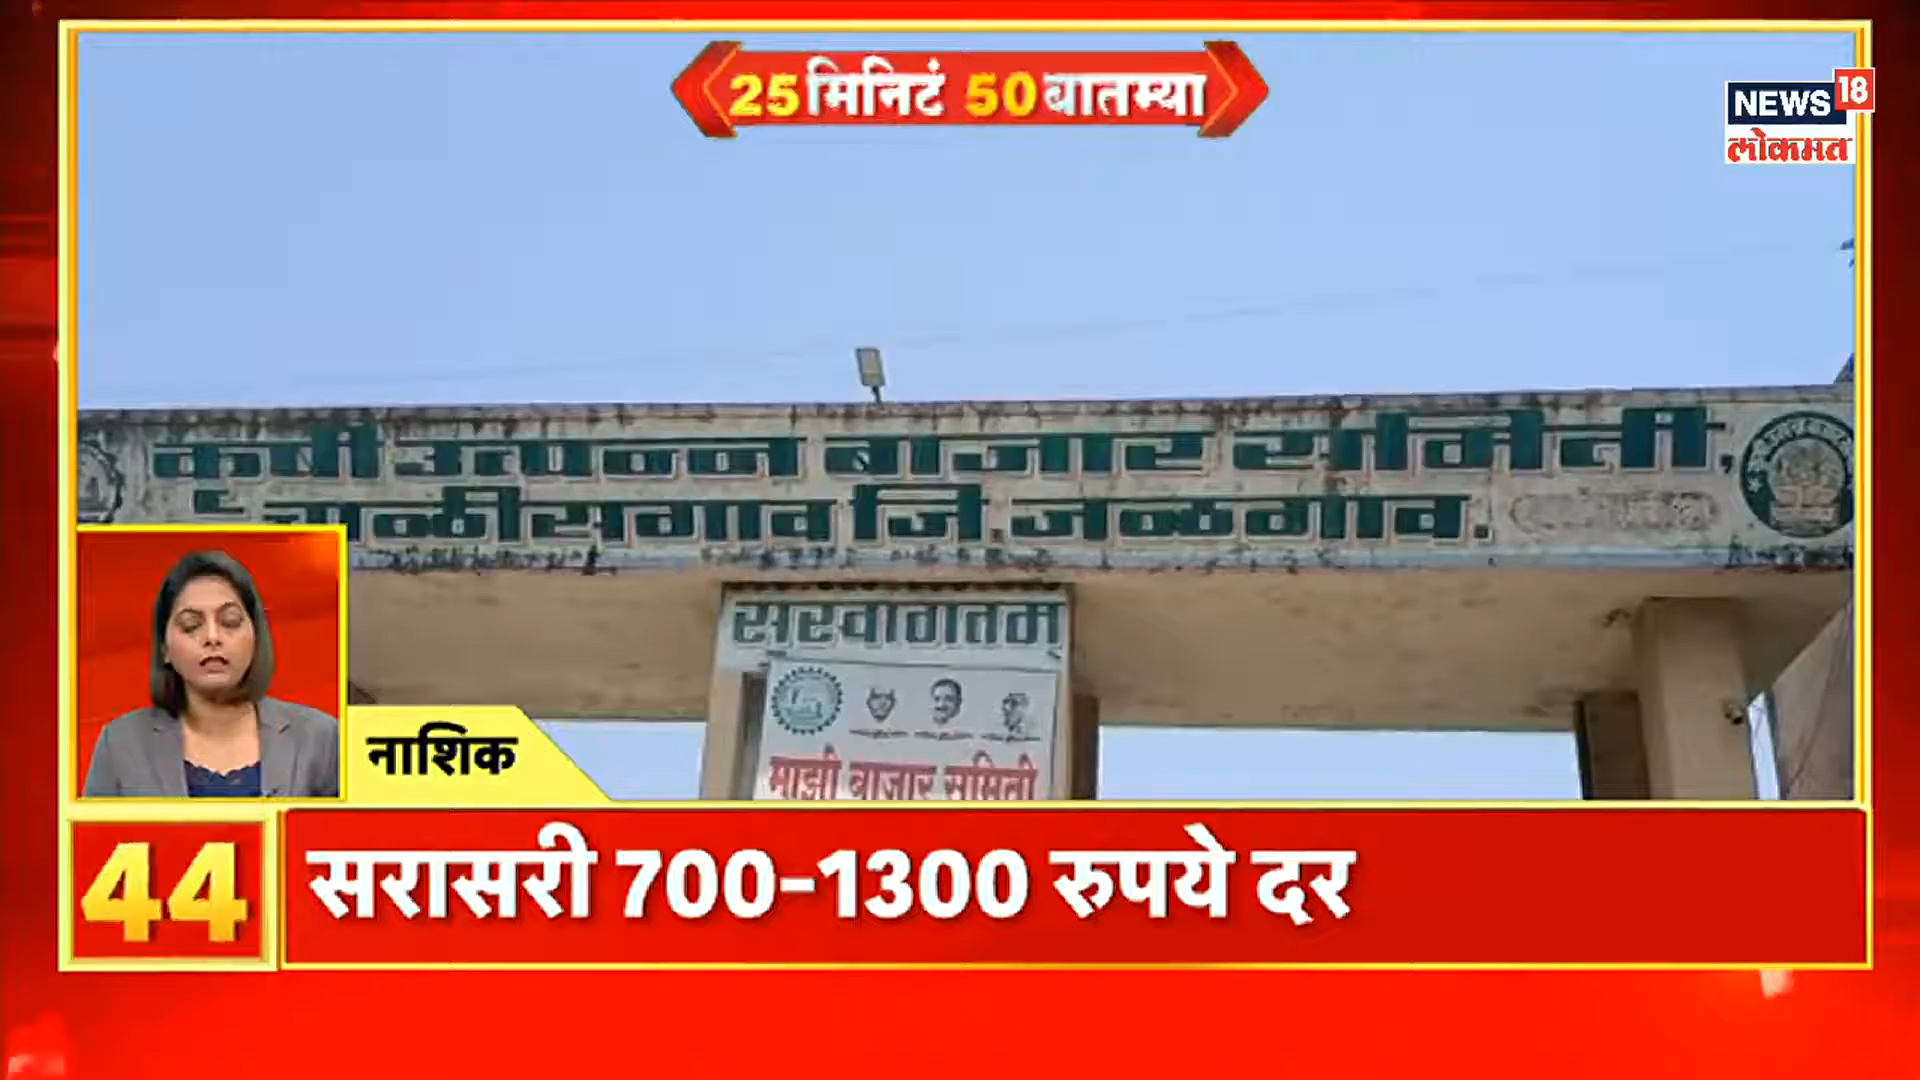 25 मिनिटं 50 बातम्या
NEWS 18
लोकमत
कृषी उत्पन्न बाजार समिती,
चाळीसगाव जि. जळगाव.
सुस्वागतम
माझी बाजार समिती
नाशिक
44
सरासरी 700-1300 रुपये दर